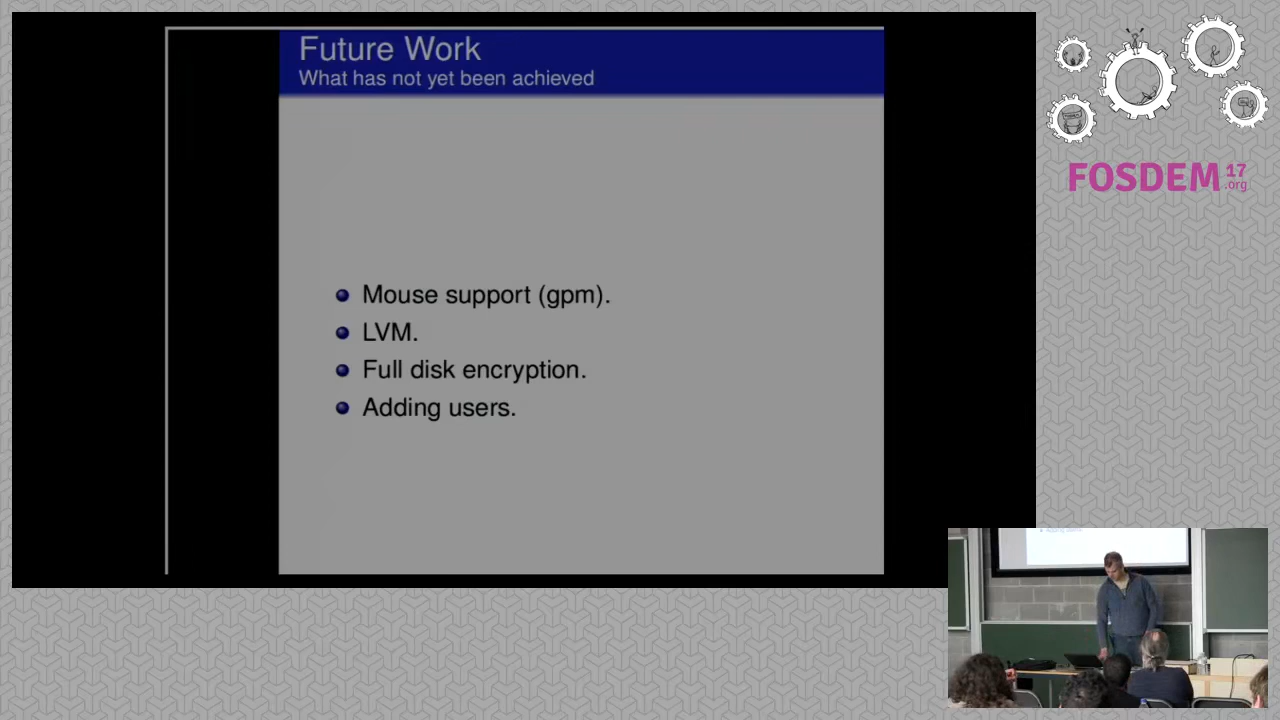 Future Work
What has not yet been achieved
Mouse support (gpm).
LVM.
Full disk encryption.
Adding users.
FOSDEM 17
.org